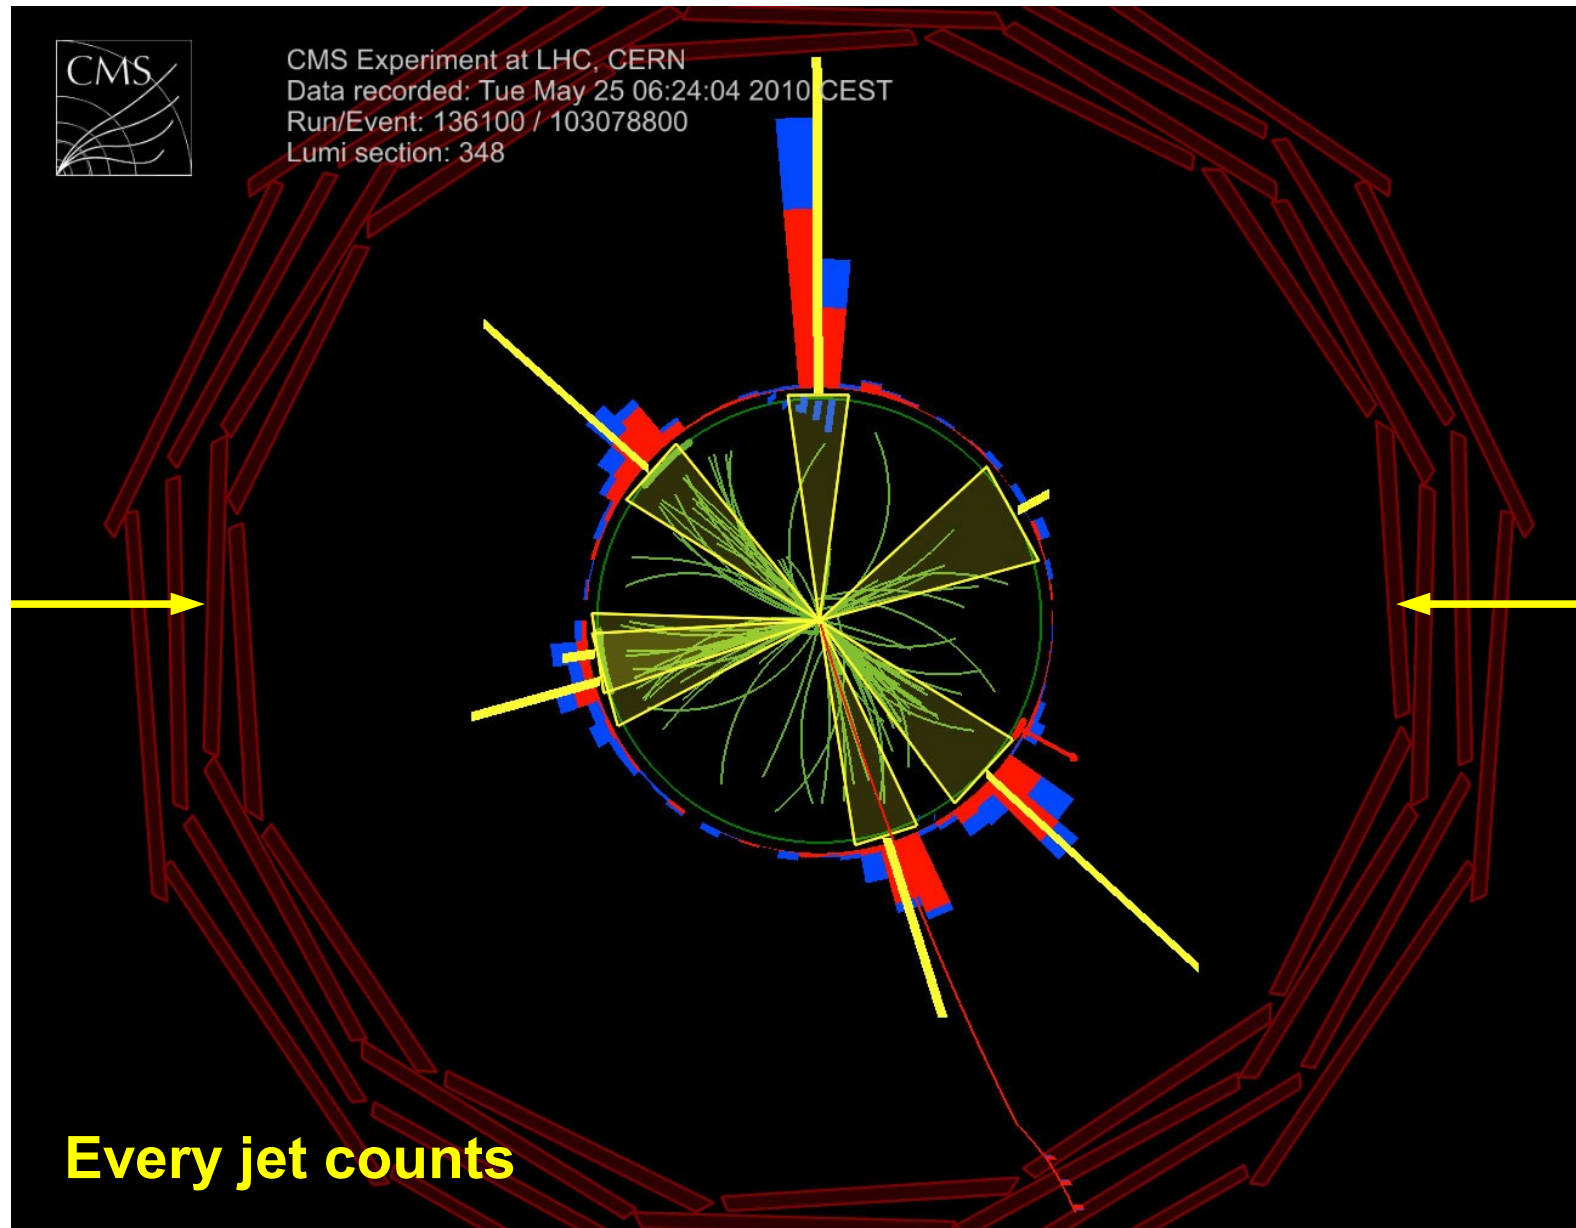 CMS
CMS Experiment at LHC, CERN
Data recorded: Tue May 25 06:24:04 2010 CEST
Run/Event: 136100 / 103078800
Lumi section: 348
Every jet counts